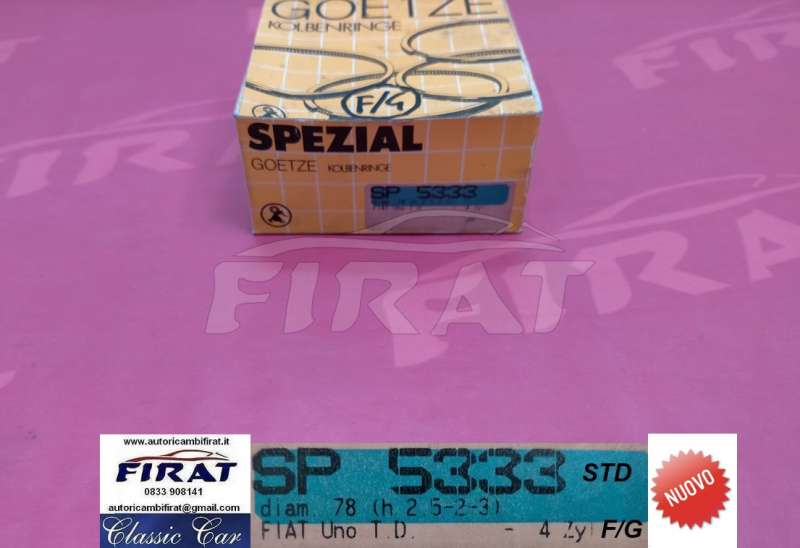 GOETZE
KOLBENRINGE
F/G
SPEZIAL
GOETZE KOLBENRINGE
SP 5333
FIRAT
www.autoricambifirat.it
FIRAT
0833 908141
autoricambifirat@gmail.com
Classic Car
SP 5333 STD
diam. 78 (h 2.5-2-3)
FIAT Uno T.D. - 4 Zyl F/G
NUOVO